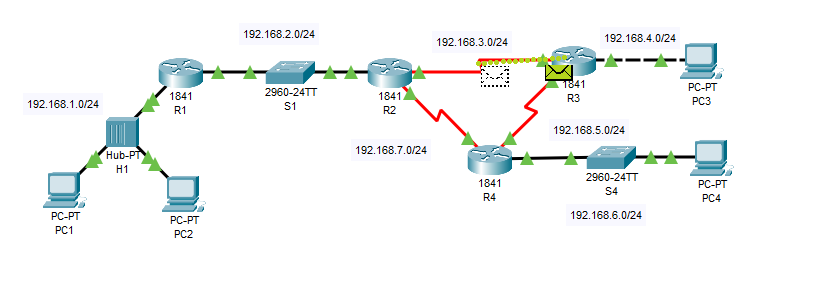 192.168.2.0/24
192.168.3.0/24
192.168.4.0/24
1841
R1
2960-24TT
S1
1841
R2
1841
R3
PC-PT
PC3
192.168.1.0/24
Hub-PT
H1
192.168.7.0/24
192.168.5.0/24
1841
R4
2960-24TT
S4
PC-PT
PC4
PC-PT
PC1
PC-PT
PC2
192.168.6.0/24